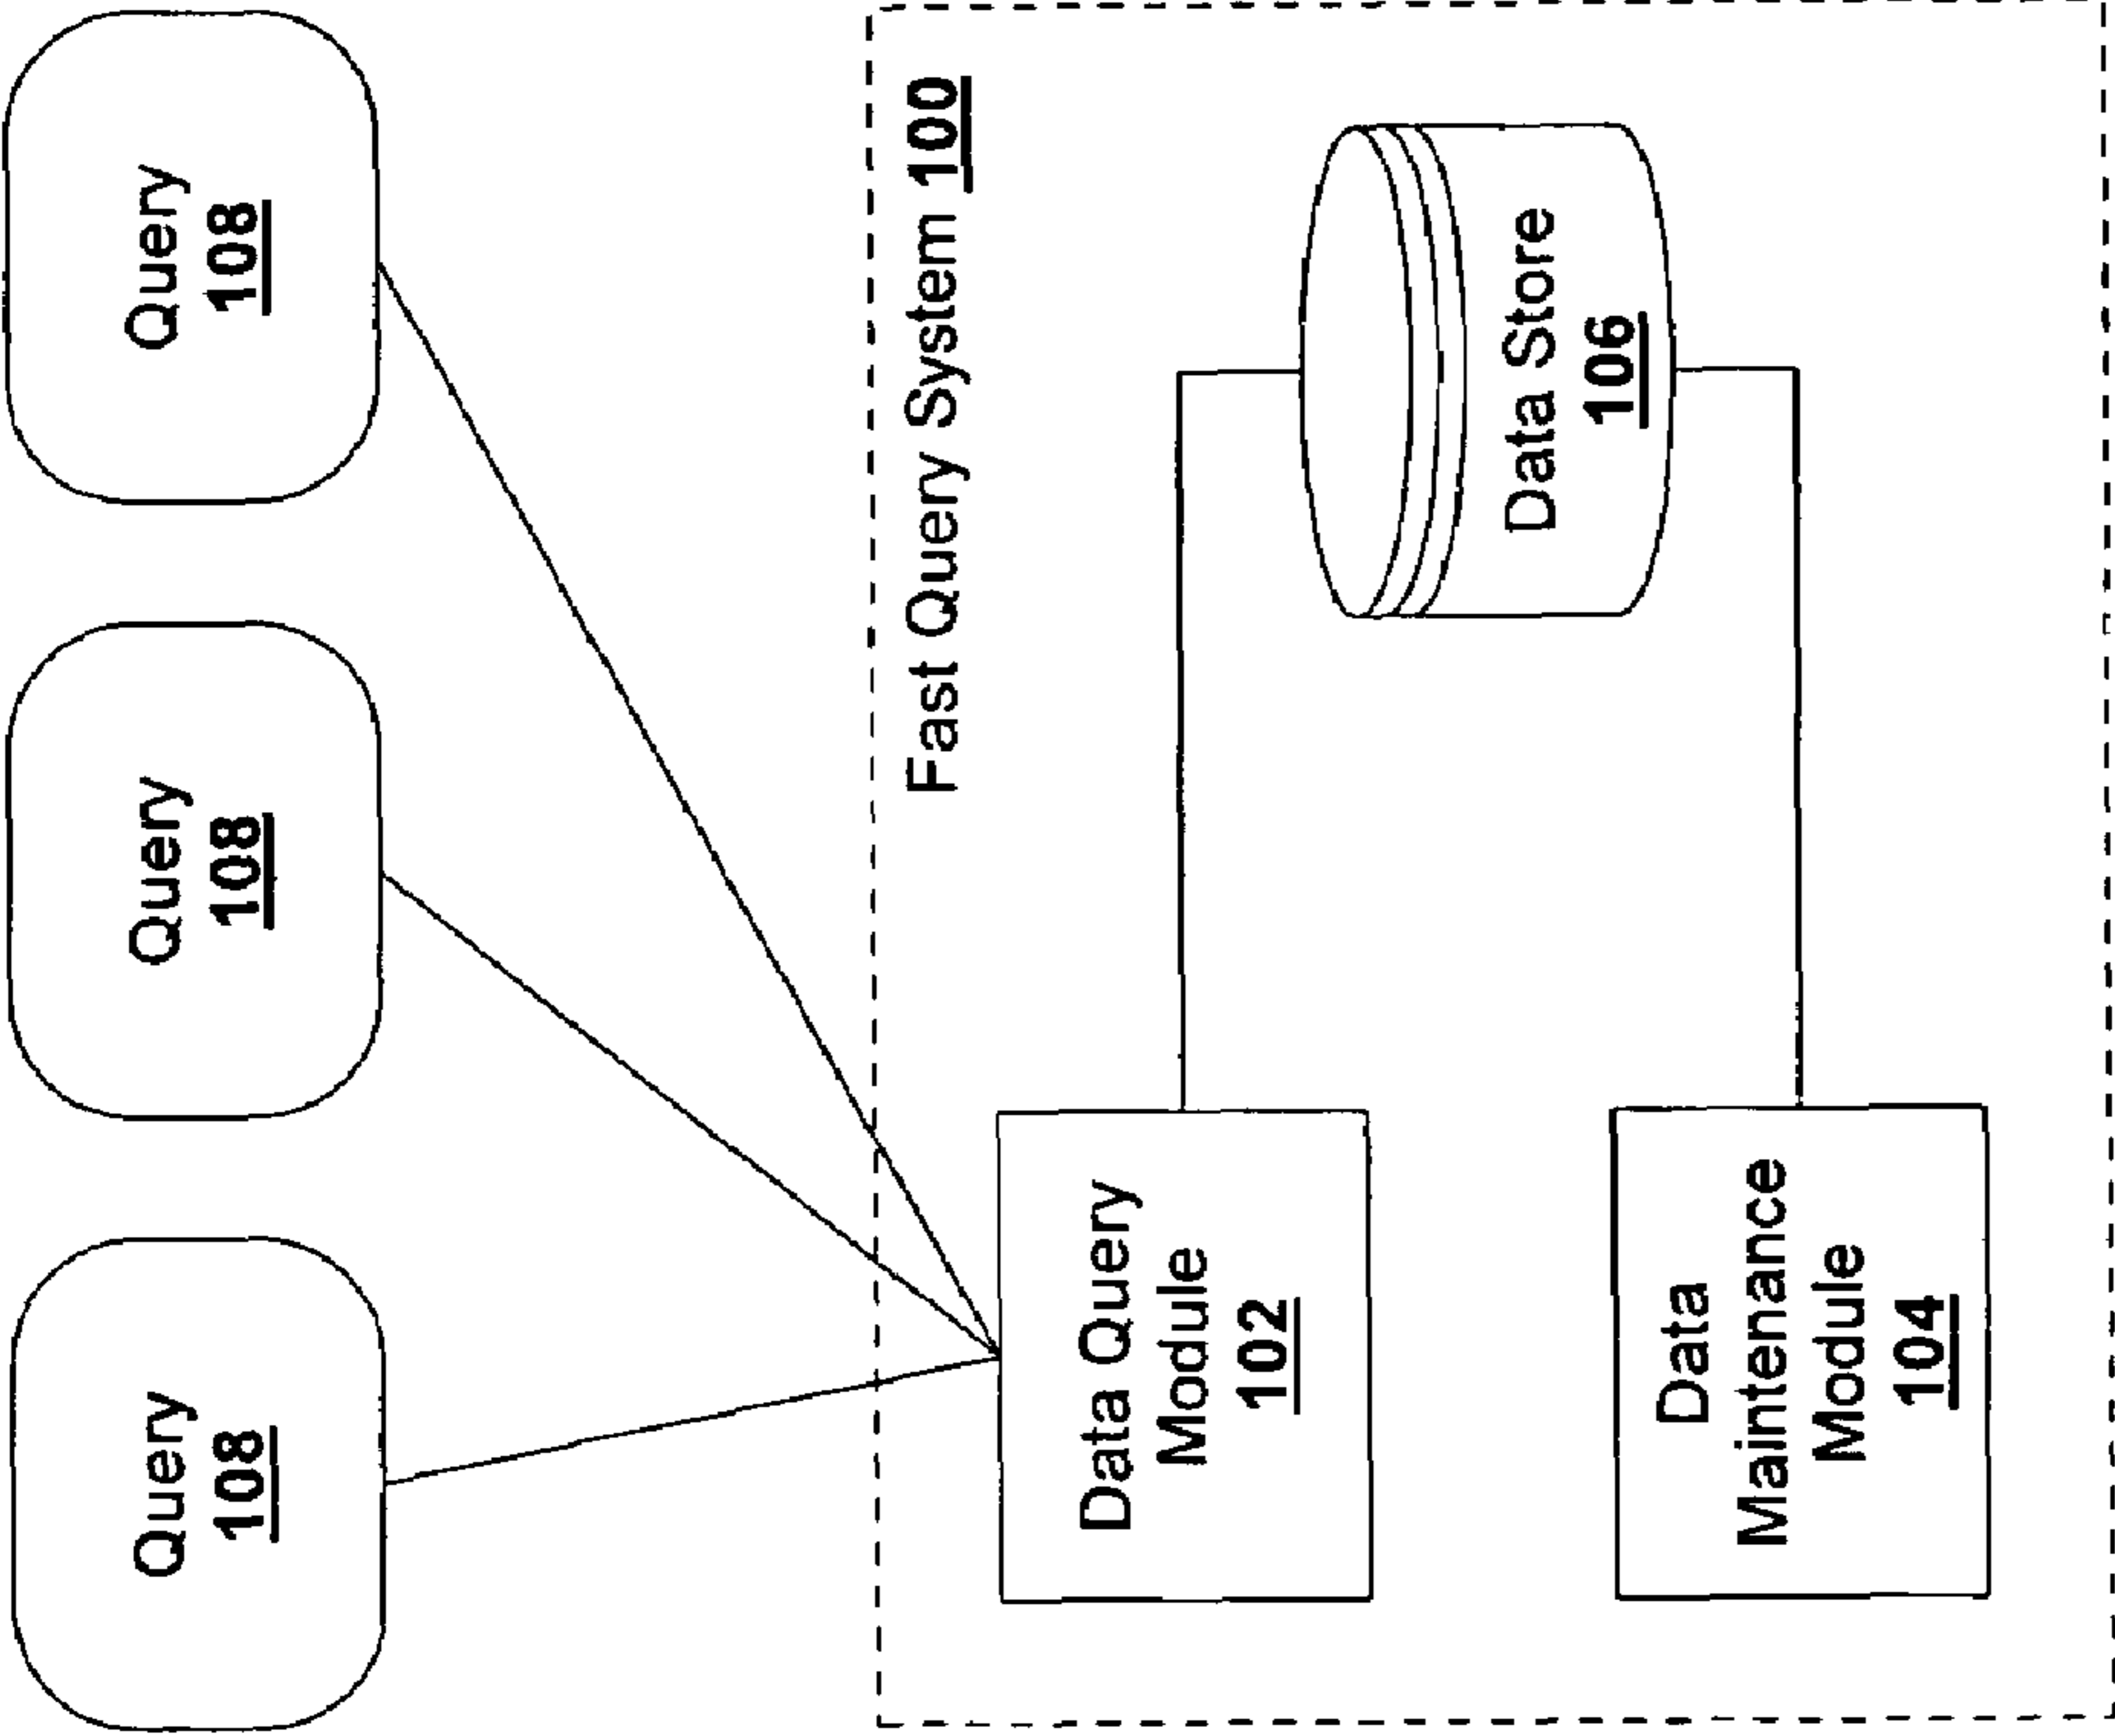 Query
108
Query
108
Query
108
Fast Query System 100
Data Query
Module
102
Data Store
106
Data
Maintenance
Module
104